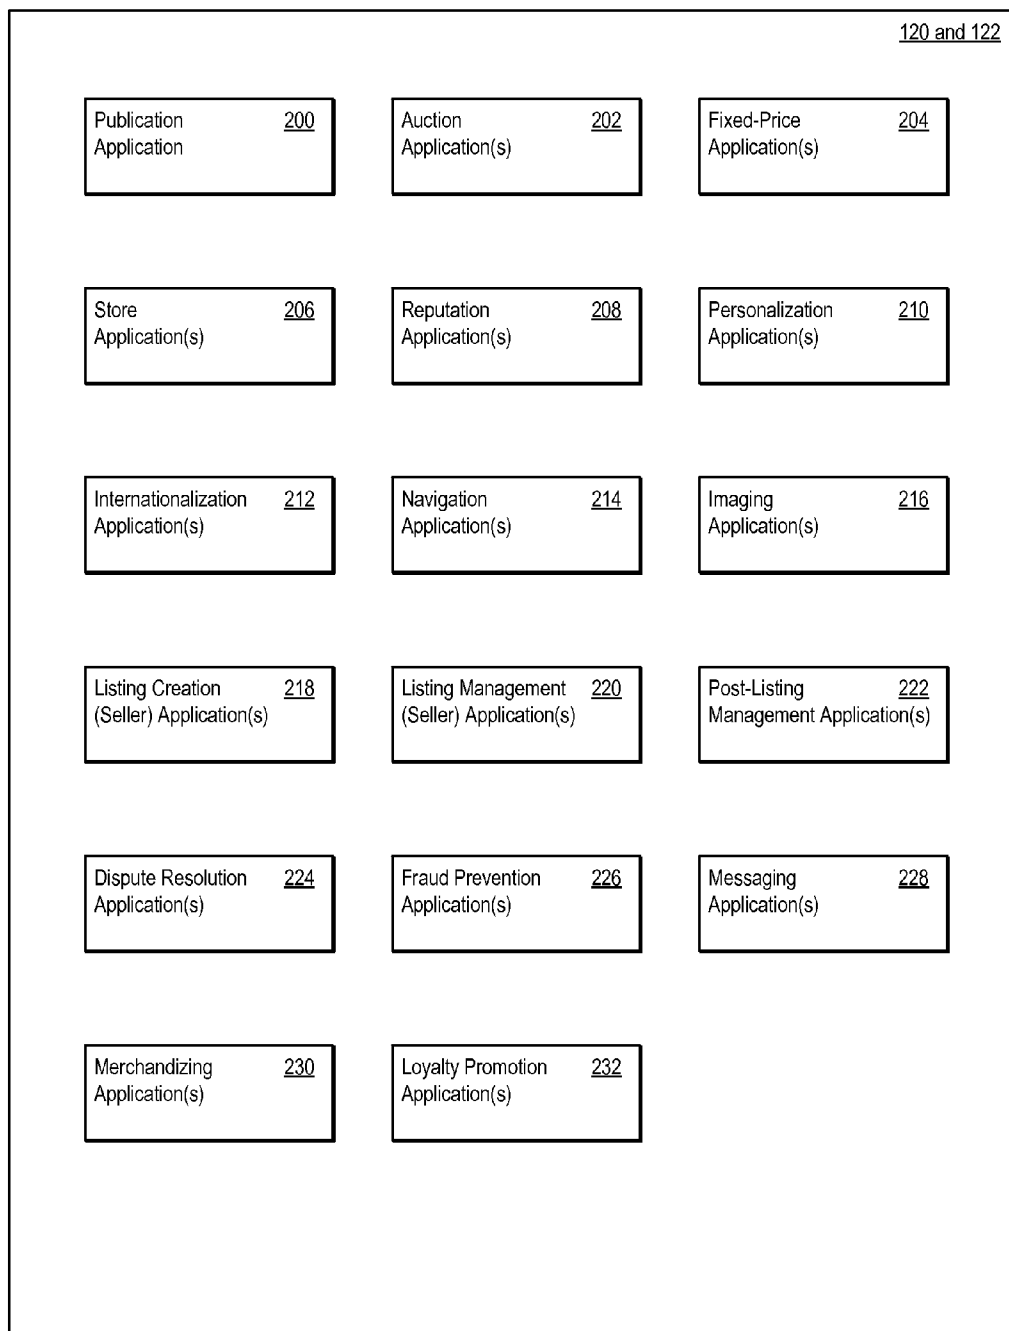 120 and 122
Publication 200
Application
Auction 202
Application(s)
Fixed-Price 204
Application(s)
Store 206
Application(s)
Reputation 208
Application(s)
Personalization 210
Application(s)
Internationalization 212
Application(s)
Navigation 214
Application(s)
Imaging 216
Application(s)
Listing Creation 218
(Seller) Application(s)
Listing Management 220
(Seller) Application(s)
Post-Listing 222
Management Application(s)
Dispute Resolution 224
Application(s)
Fraud Prevention 226
Application(s)
Messaging 228
Application(s)
Merchandizing 230
Application(s)
Loyalty Promotion 232
Application(s)